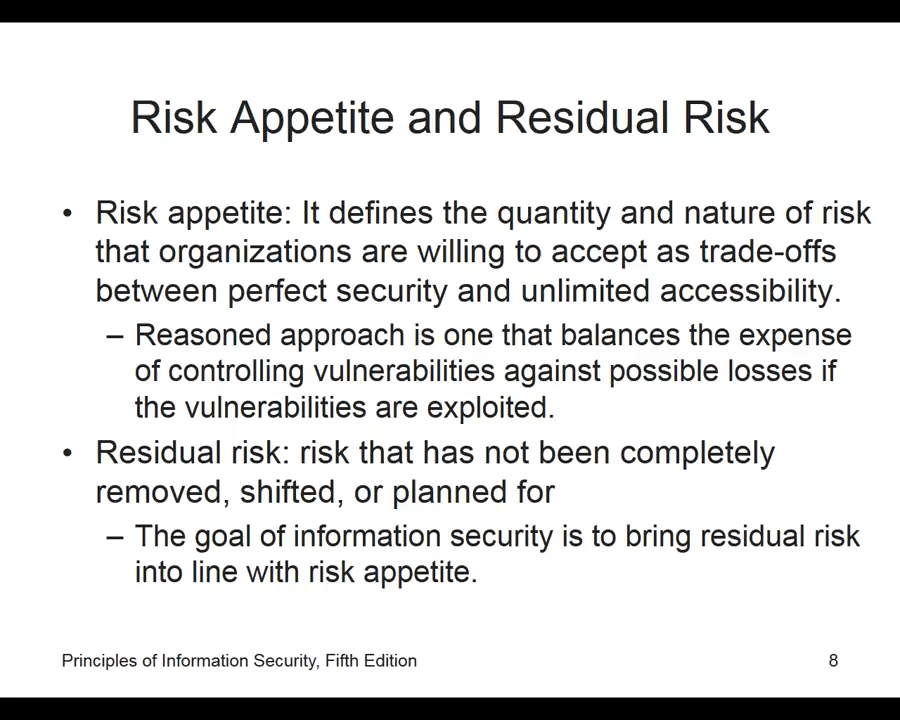 Risk Appetite and Residual Risk
• Risk appetite: It defines the quantity and nature of risk
that organizations are willing to accept as trade-offs
between perfect security and unlimited accessibility.
– Reasoned approach is one that balances the expense
of controlling vulnerabilities against possible losses if
the vulnerabilities are exploited.
• Residual risk: risk that has not been completely
removed, shifted, or planned for
– The goal of information security is to bring residual risk
into line with risk appetite.
Principles of Information Security, Fifth Edition
8